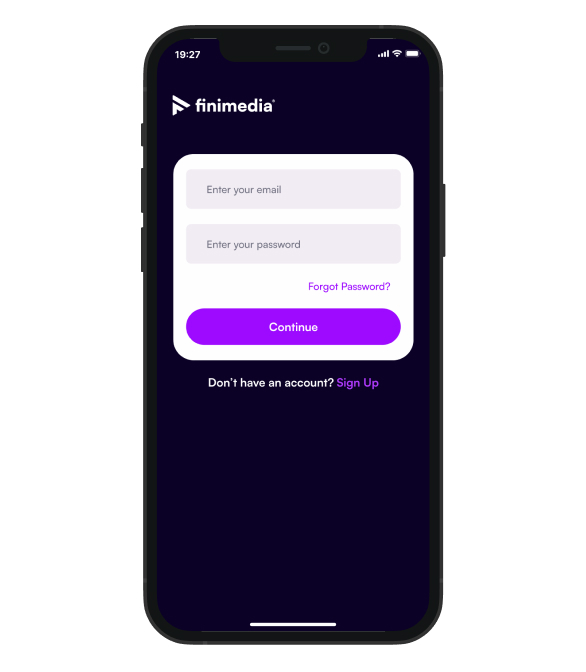 19:27
finimedia
Enter your email
Enter your password
Forgot Password?
Continue
Don't have an account? Sign Up